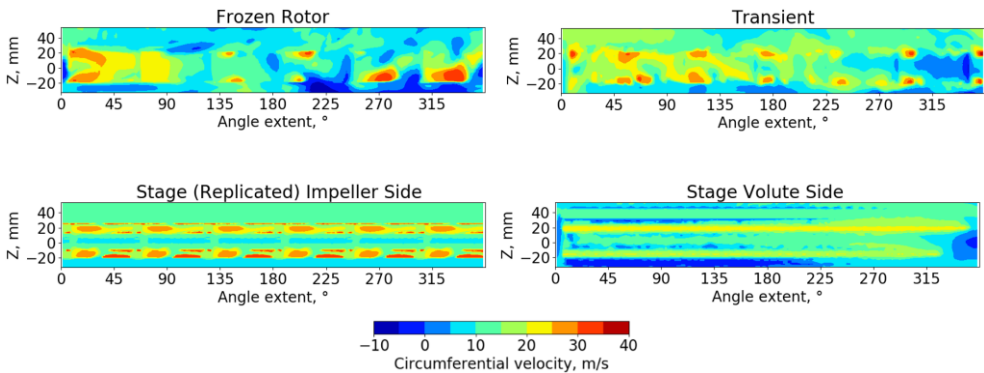 Frozen Rotor
Z, mm
40
20
0
−20
0 45 90 135 180 225 270 315
Angle extent, °
Transient
Z, mm
40
20
0
−20
0 45 90 135 180 225 270 315
Angle extent, °
Stage (Replicated) Impeller Side
Z, mm
40
20
0
−20
0 45 90 135 180 225 270 315
Angle extent, °
Stage Volute Side
Z, mm
40
20
0
−20
0 45 90 135 180 225 270 315
Angle extent, °
−10 0 10 20 30 40
Circumferential velocity, m/s